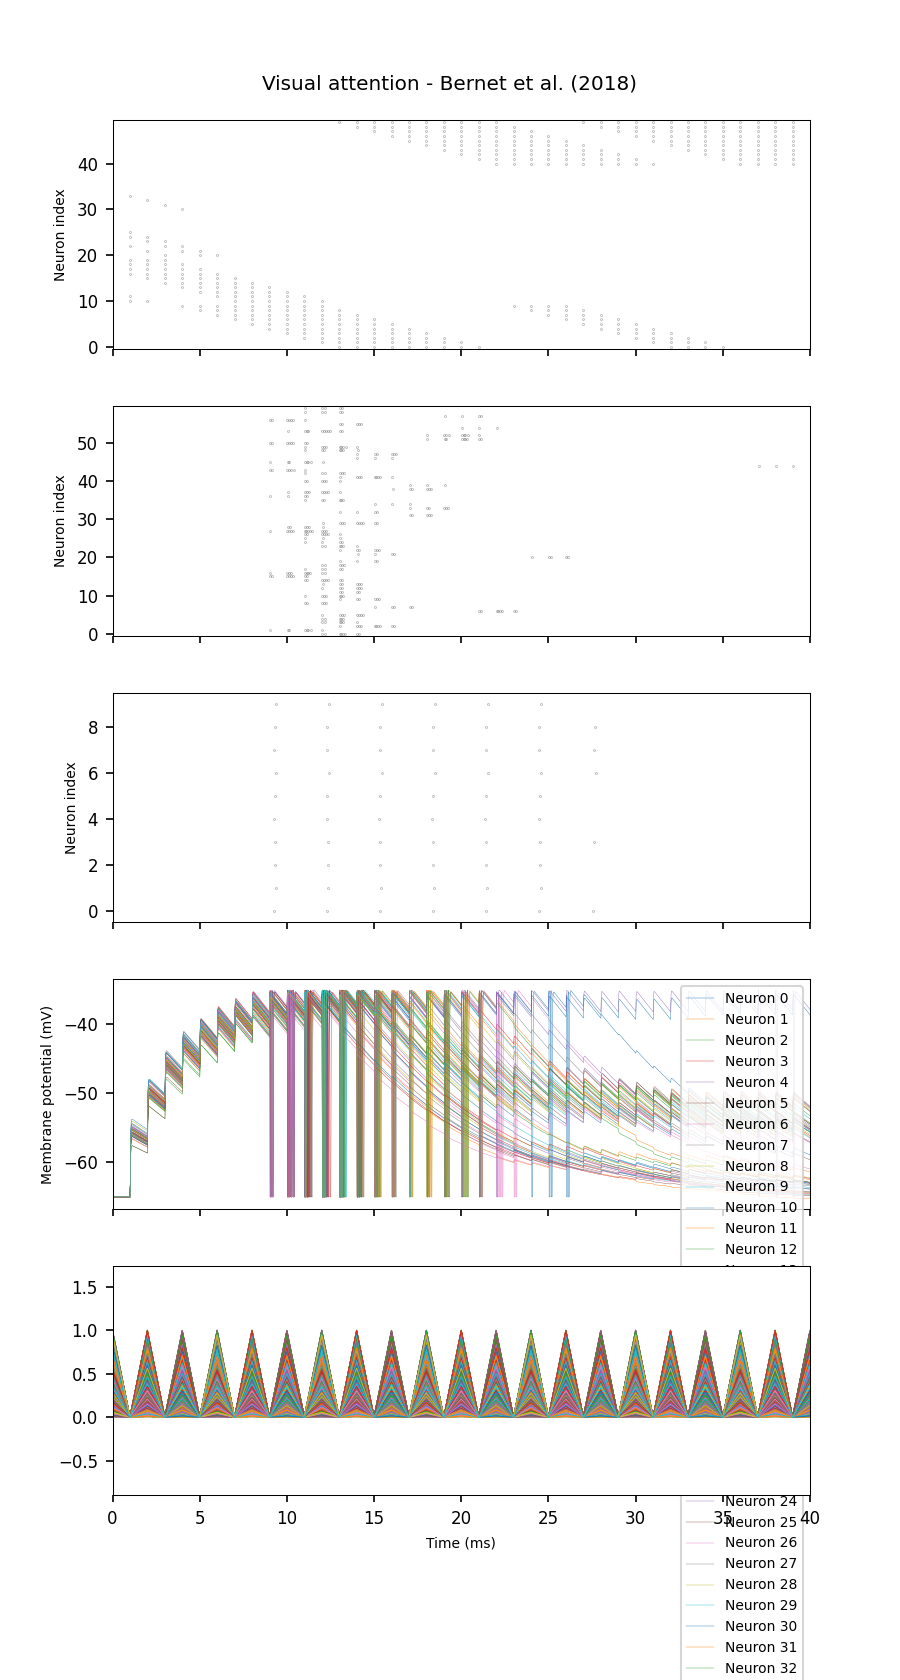 Visual attention - Bernet et al. (2018)
Neuron index
40
30
20
10
0
Neuron index
50
40
30
20
10
0
Neuron index
8
6
4
2
0
Membrane potential (mV)
−40
−50
−60
Neuron 0
Neuron 1
Neuron 2
Neuron 3
Neuron 4
Neuron 5
Neuron 6
Neuron 7
Neuron 8
Neuron 9
Neuron 10
Neuron 11
Neuron 12
1.5
1.0
0.5
0.0
−0.5
0 5 10 15 20 25 30 35 40
Time (ms)
Neuron 24
Neuron 25
Neuron 26
Neuron 27
Neuron 28
Neuron 29
Neuron 30
Neuron 31
Neuron 32